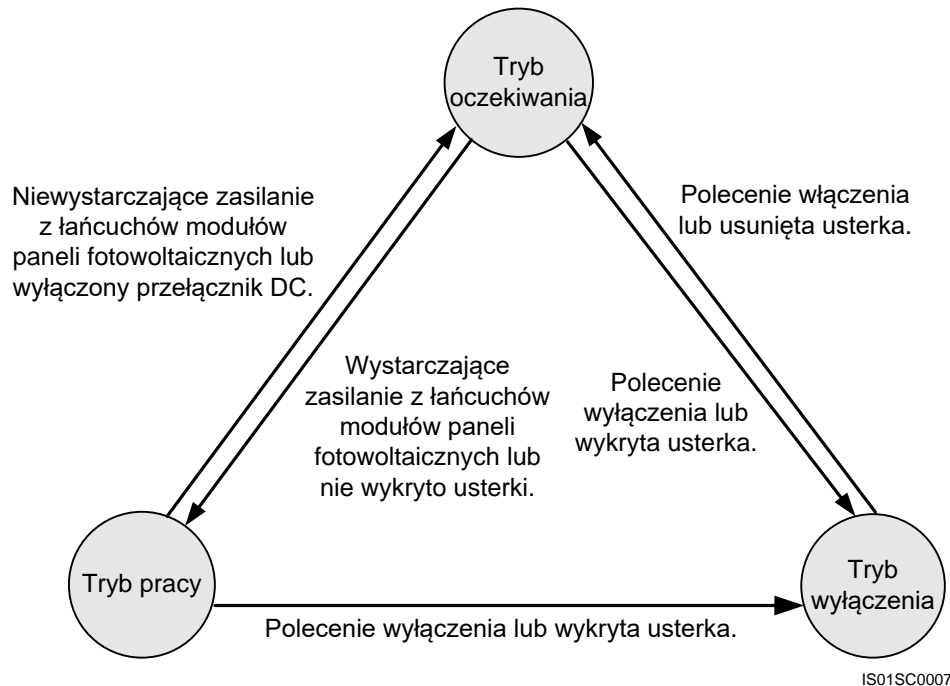 Tryb
oczekiwania
Niewystarczające zasilanie
z łańcuchów modułów
paneli fotowoltaicznych lub
wyłączony przełącznik DC.
Polecenie włączenia
lub usunięta usterka.
Wystarczające
zasilanie z łańcuchów
modułów paneli
fotowoltaicznych lub
nie wykryto usterki.
Polecenie
wyłączenia lub
wykryta usterka.
Tryb pracy
Tryb
wyłączenia
Polecenie wyłączenia lub wykryta usterka.
IS01SC0007